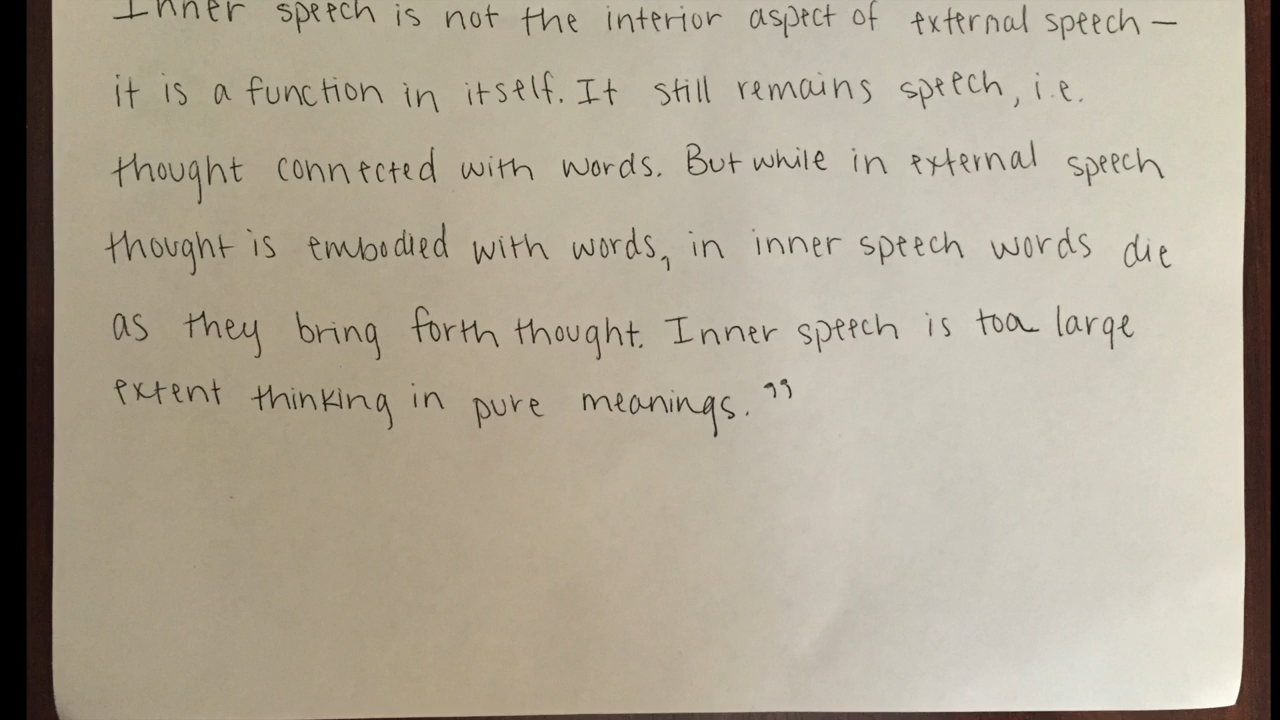 Inner speech is not the interior aspect of external speech —
it is a function in itself. It still remains speech, i.e.
thought connected with words. But while in external speech
thought is embodied with words, in inner speech words die
as they bring forth thought. Inner speech is to a large
extent thinking in pure meanings."